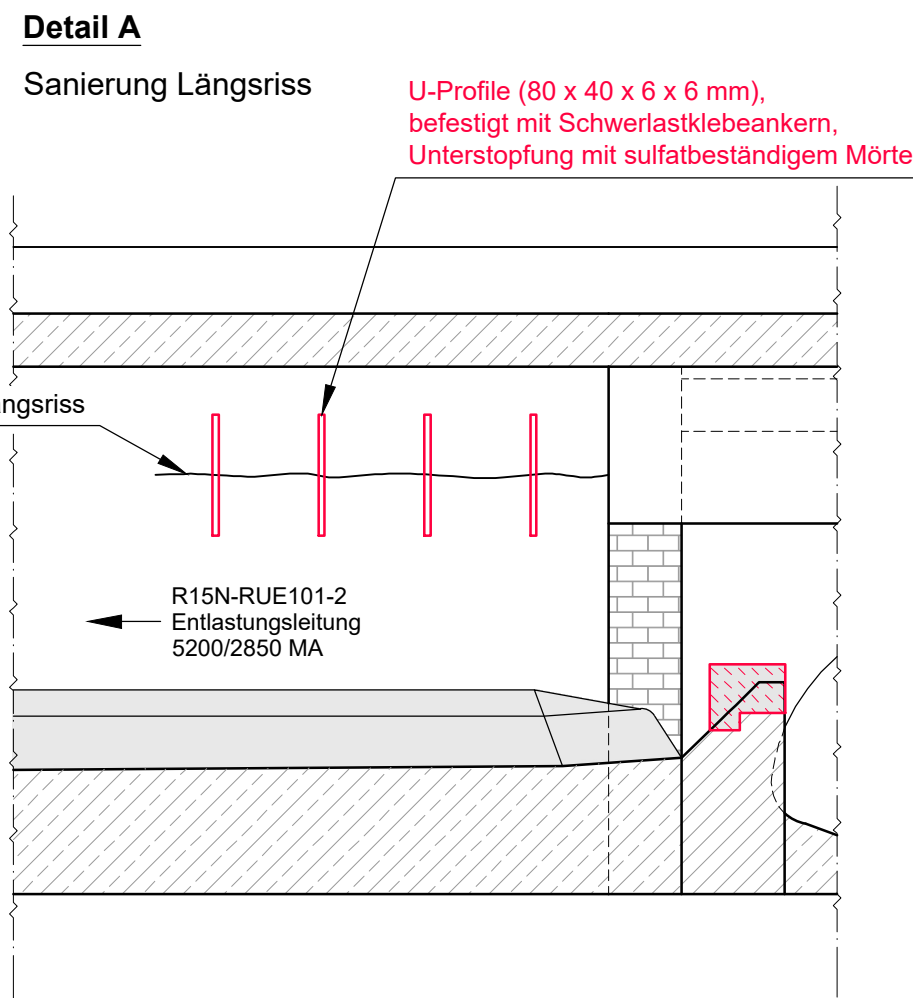 Detail A
Sanierung Längsriss
U-Profile (80 x 40 x 6 x 6 mm),
befestigt mit Schwerlastklebeankern,
Unterstopfung mit sulfatbeständigem Mörte
ängsriss
R15N-RUE101-2
Entlastungsleitung
5200/2850 MA